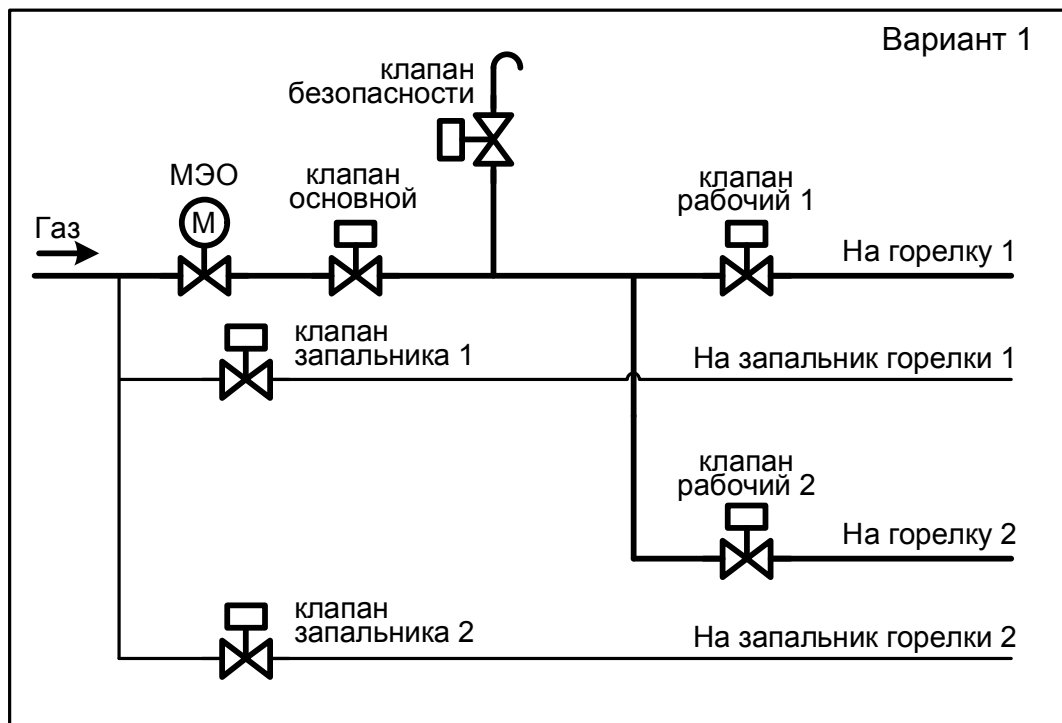 Вариант 1
клапан
безопасности
МЭО
М
клапан
основной
клапан
рабочий 1
Газ
На горелку 1
клапан
запальника 1
На запальник горелки 1
клапан
рабочий 2
На горелку 2
клапан
запальника 2
На запальник горелки 2